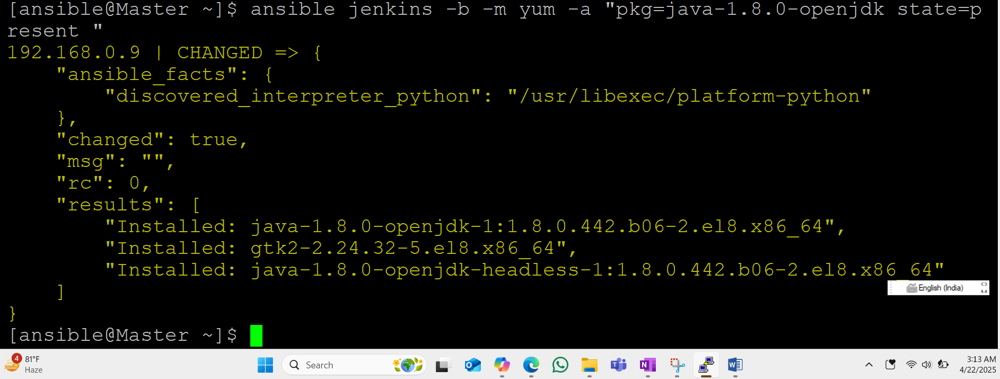 [ansible@Master ~]$ ansible jenkins -b -m yum -a "pkg=java-1.8.0-openjdk state=p
resent "
192.168.0.9 | CHANGED => {
    "ansible_facts": {
        "discovered_interpreter_python": "/usr/libexec/platform-python"
    },
    "changed": true,
    "msg": "",
    "rc": 0,
    "results": [
        "Installed: java-1.8.0-openjdk-1:1.8.0.442.b06-2.el8.x86_64",
        "Installed: gtk2-2.24.32-5.el8.x86_64",
        "Installed: java-1.8.0-openjdk-headless-1:1.8.0.442.b06-2.el8.x86_64"
    ]
}
[ansible@Master ~]$
English (India)
4
81°F
Haze
Search
3:13 AM
4/22/2025